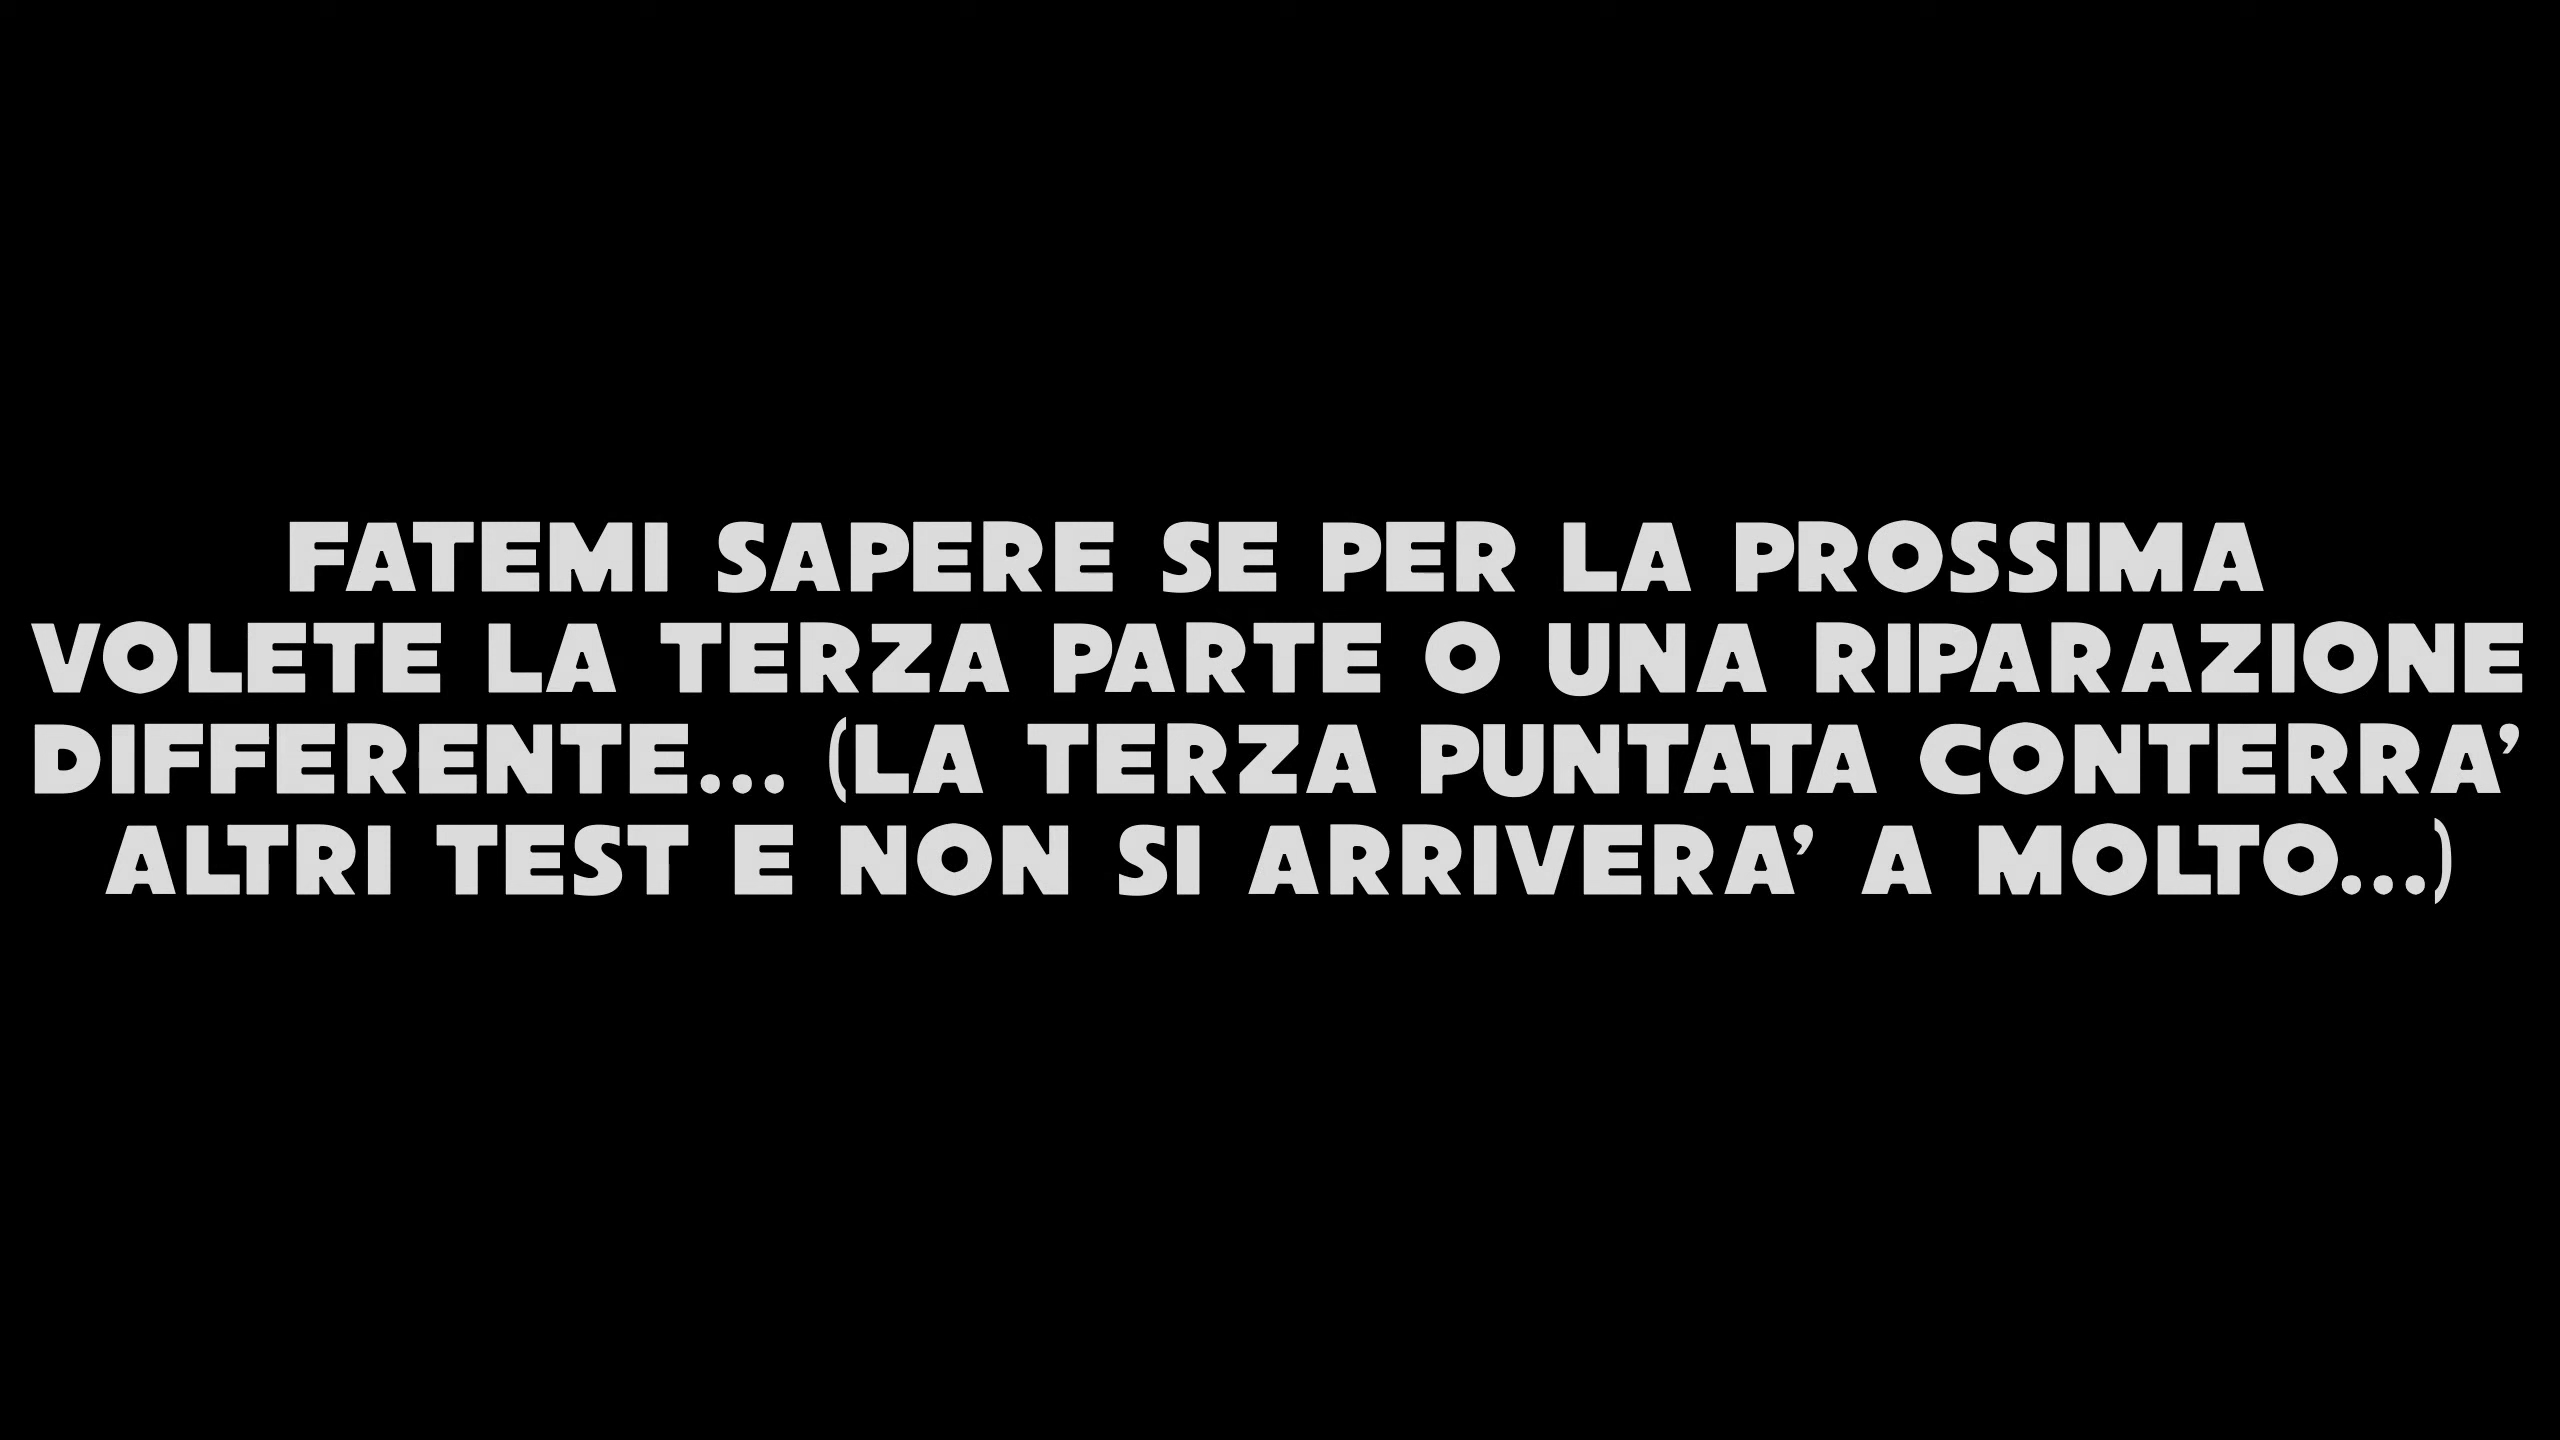 FATEMI SAPERE SE PER LA PROSSIMA
VOLETE LA TERZA PARTE O UNA RIPARAZIONE
DIFFERENTE... (LA TERZA PUNTATA CONTERRA'
ALTRI TEST E NON SI ARRIVERA' A MOLTO...)